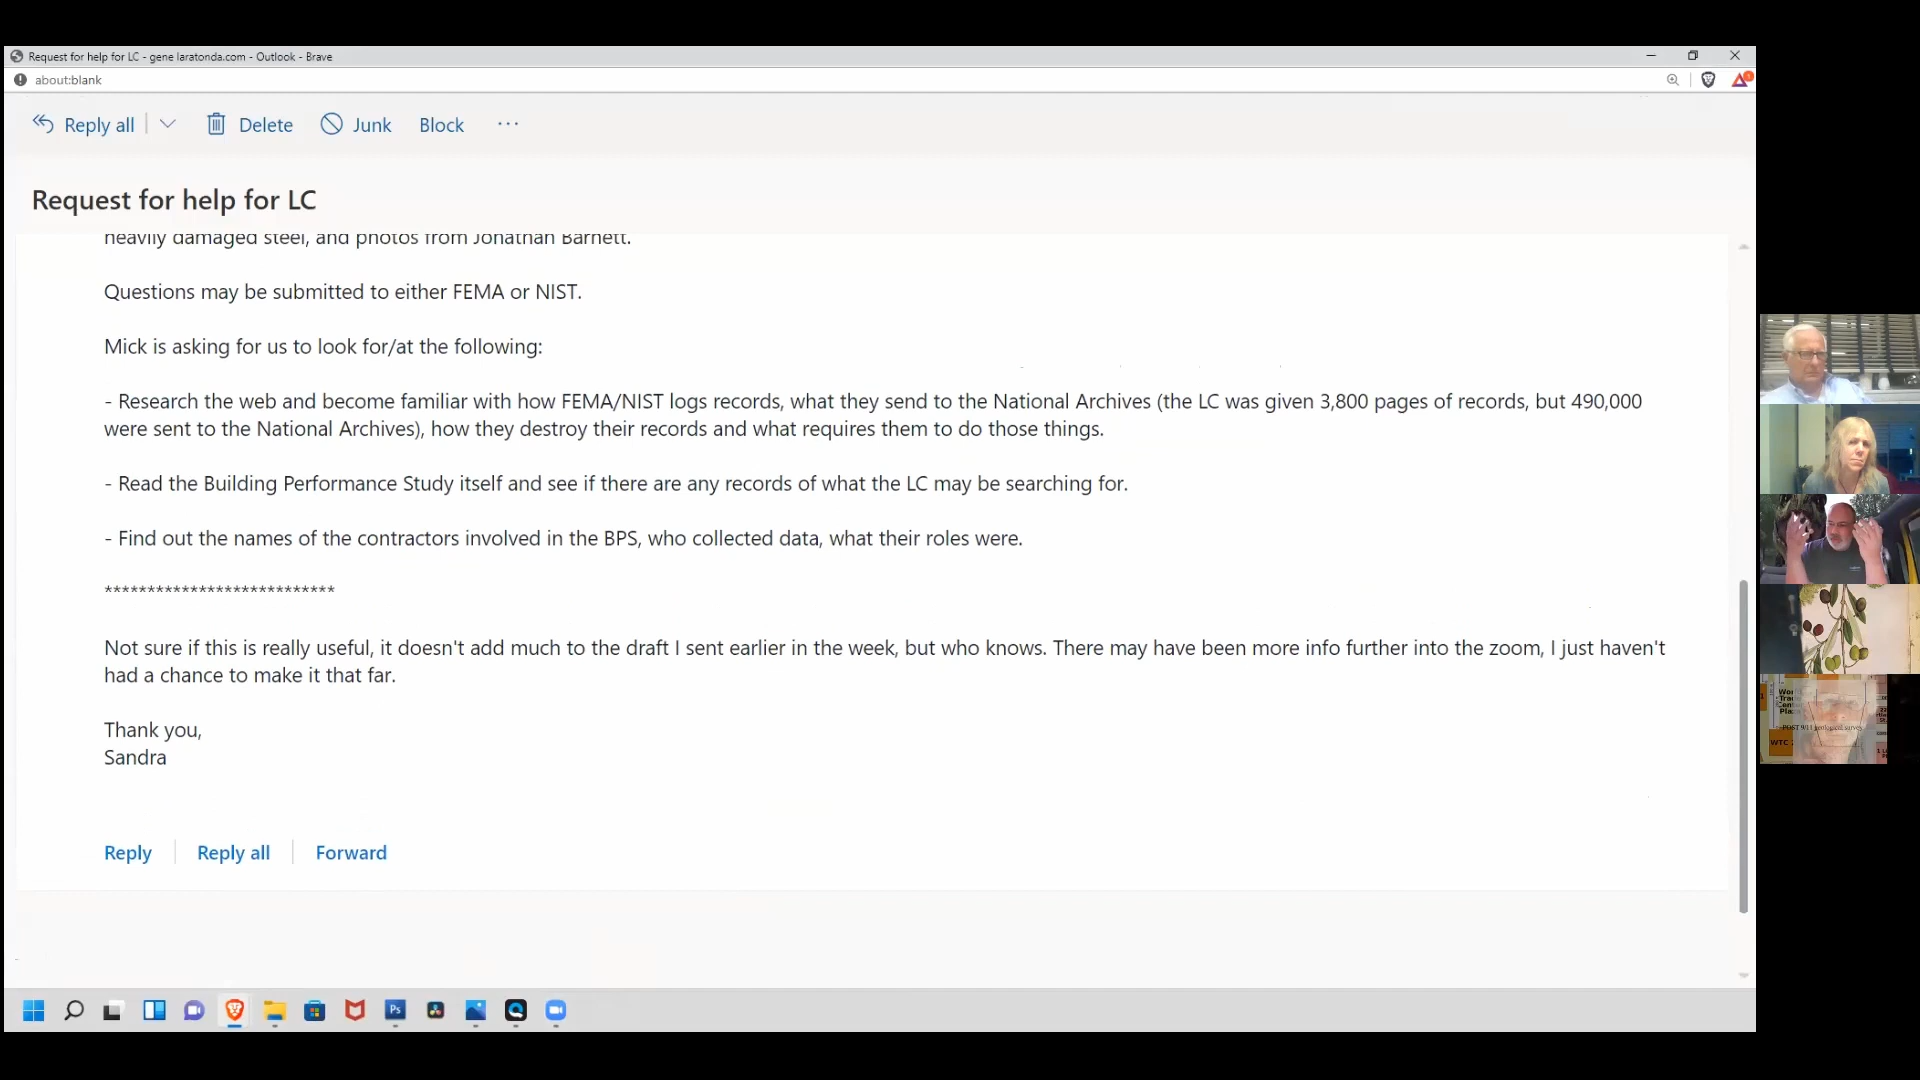 Request for help for LC - gene laratonda.com - Outlook - Brave
about:blank
Reply all
Delete
Junk
Block
Request for help for LC
heavily damaged steel, and photos from Jonathan Barnett.
Questions may be submitted to either FEMA or NIST.
Mick is asking for us to look for/at the following:
- Research the web and become familiar with how FEMA/NIST logs records, what they send to the National Archives (the LC was given 3,800 pages of records, but 490,000
were sent to the National Archives), how they destroy their records and what requires them to do those things.
- Read the Building Performance Study itself and see if there are any records of what the LC may be searching for.
- Find out the names of the contractors involved in the BPS, who collected data, what their roles were.
***************************
Not sure if this is really useful, it doesn't add much to the draft I sent earlier in the week, but who knows. There may have been more info further into the zoom, I just haven't
had a chance to make it that far.
Thank you,
Sandra
Reply
Reply all
Forward
Ps
POST 9/11 geological survey
WTC